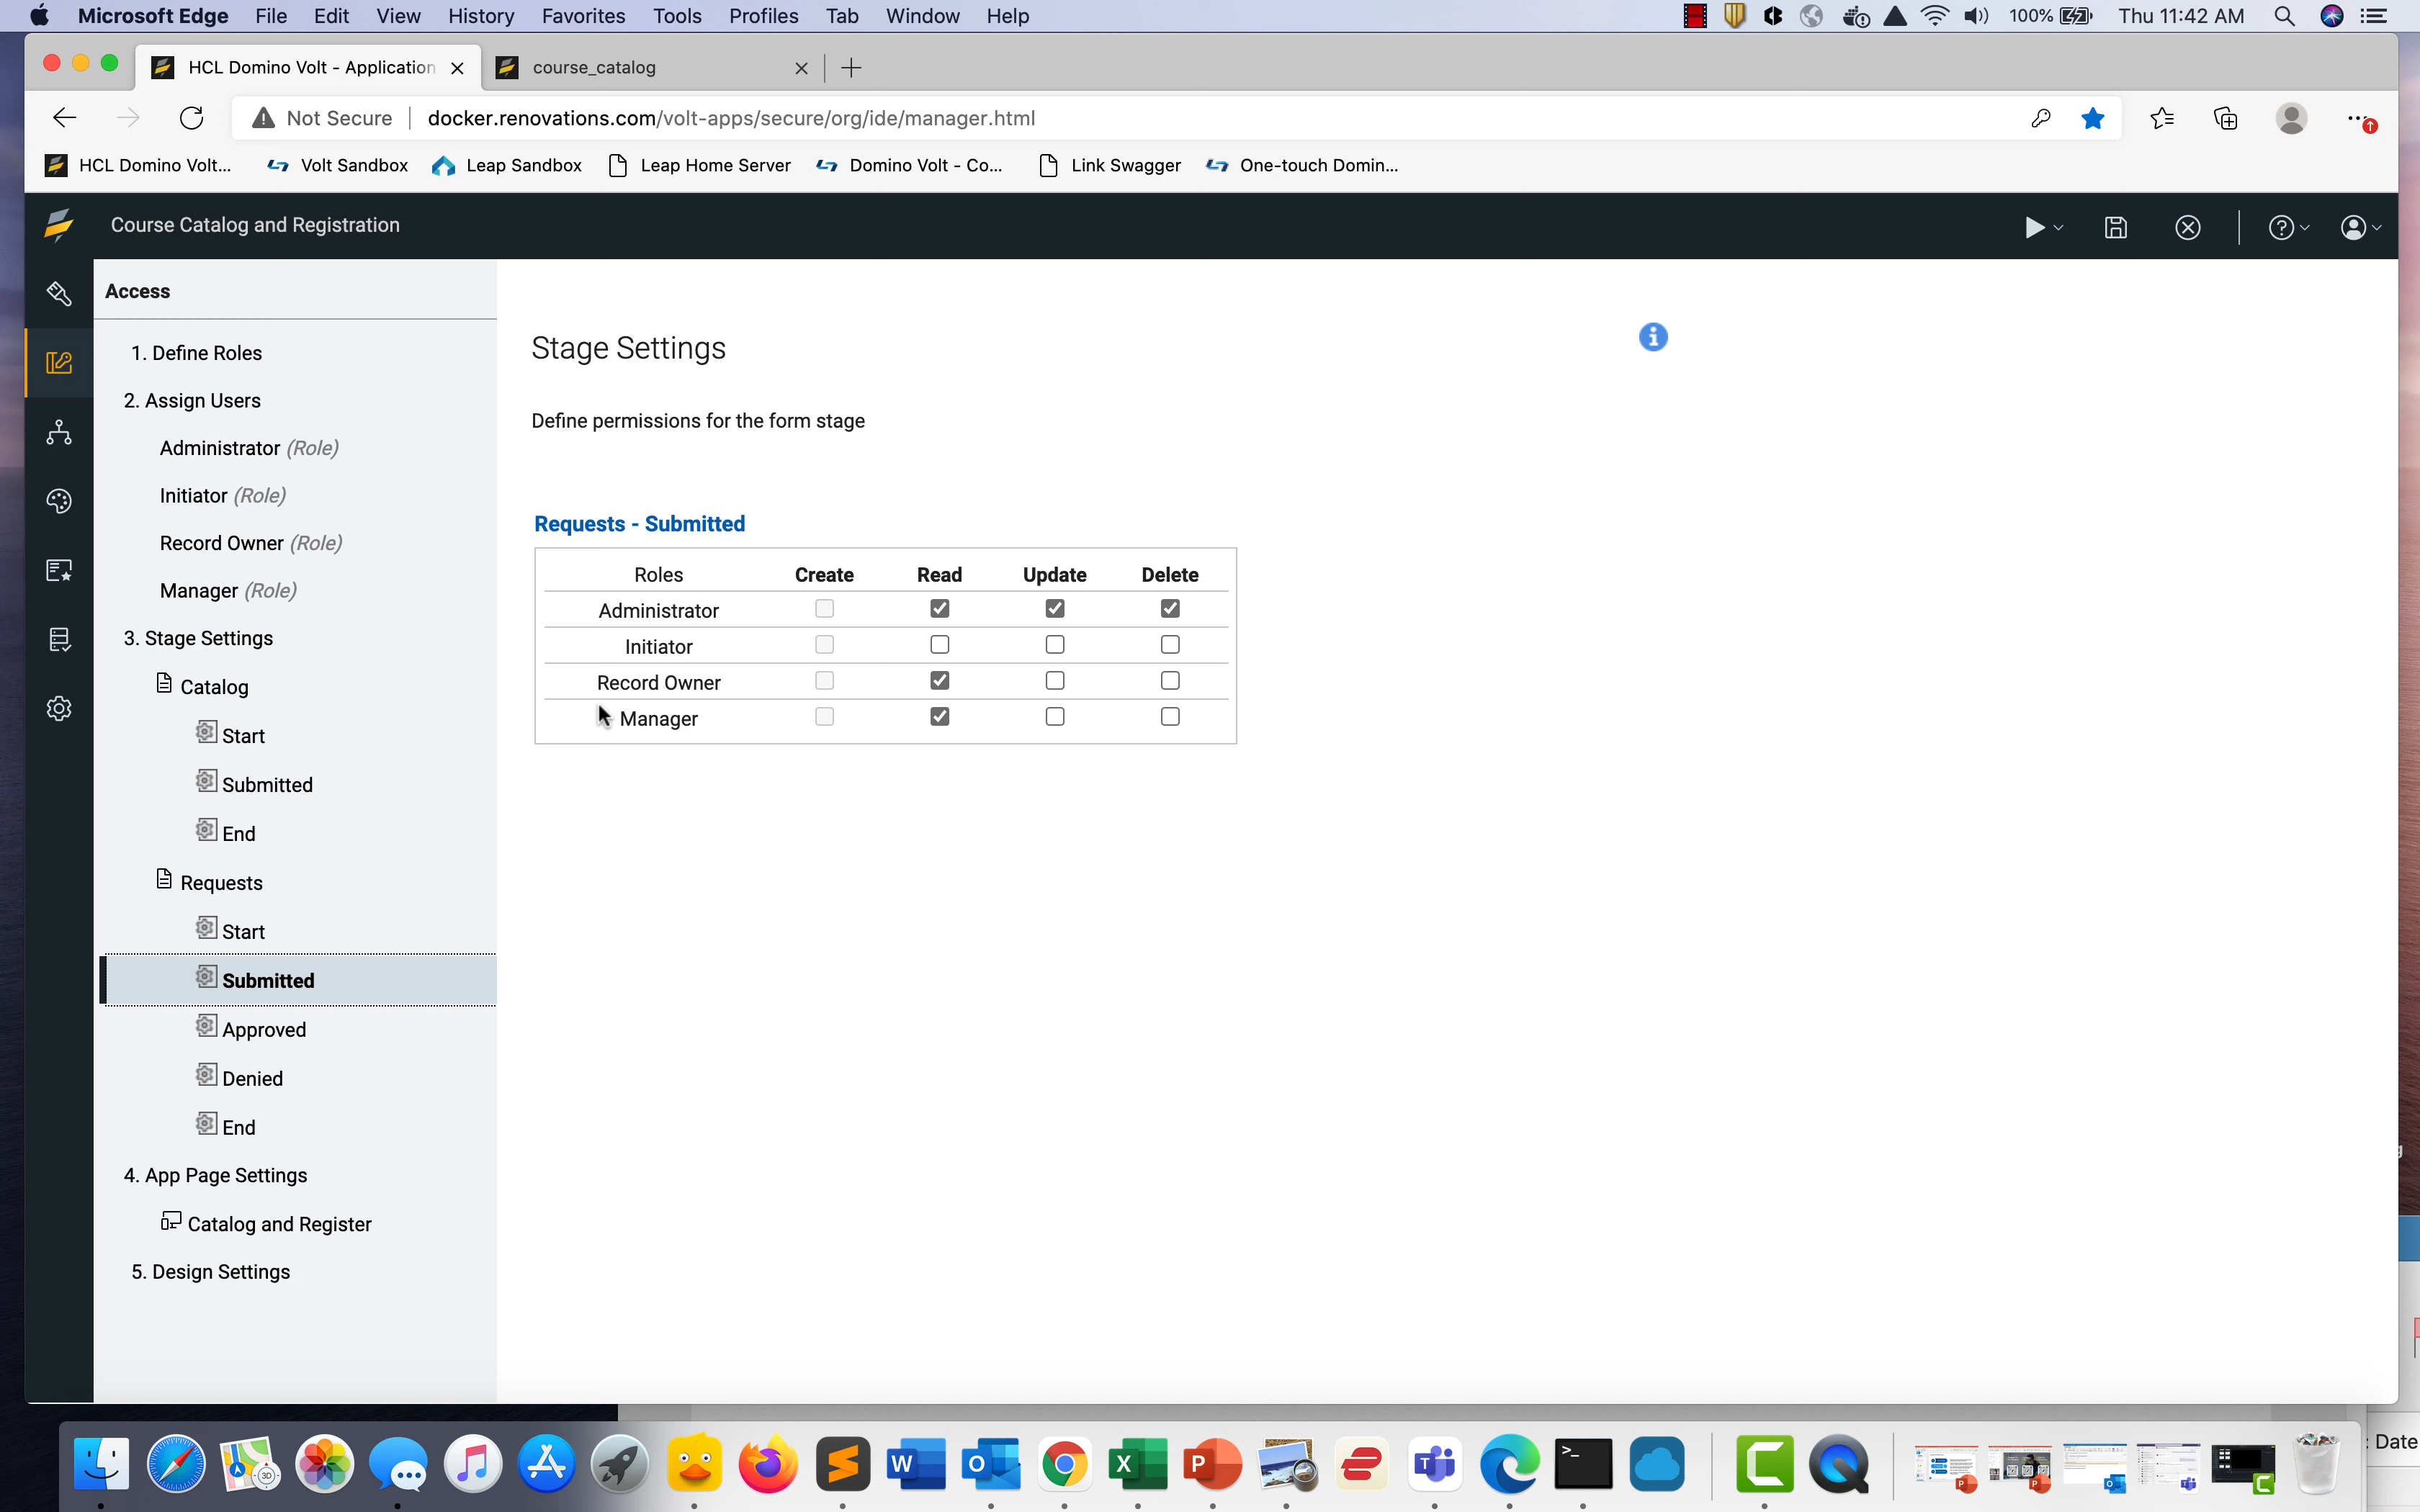 Microsoft Edge File Edit View History Favorites Tools Profiles Tab Window Help 100% Thu 11:42 AM
HCL Domino Volt - Application course_catalog
Not Secure docker.renovations.com/volt-apps/secure/org/ide/manager.html
HCL Domino Volt... Volt Sandbox Leap Sandbox Leap Home Server Domino Volt - Co... Link Swagger One-touch Domin...
Course Catalog and Registration
Access
1. Define Roles
2. Assign Users
Administrator (Role)
Initiator (Role)
Record Owner (Role)
Manager (Role)
3. Stage Settings
Catalog
Start
Submitted
End
Requests
Start
Submitted
Approved
Denied
End
4. App Page Settings
Catalog and Register
5. Design Settings
Stage Settings
Define permissions for the form stage
Requests - Submitted
Roles Create Read Update Delete
Administrator
Initiator
Record Owner
Manager
: Date